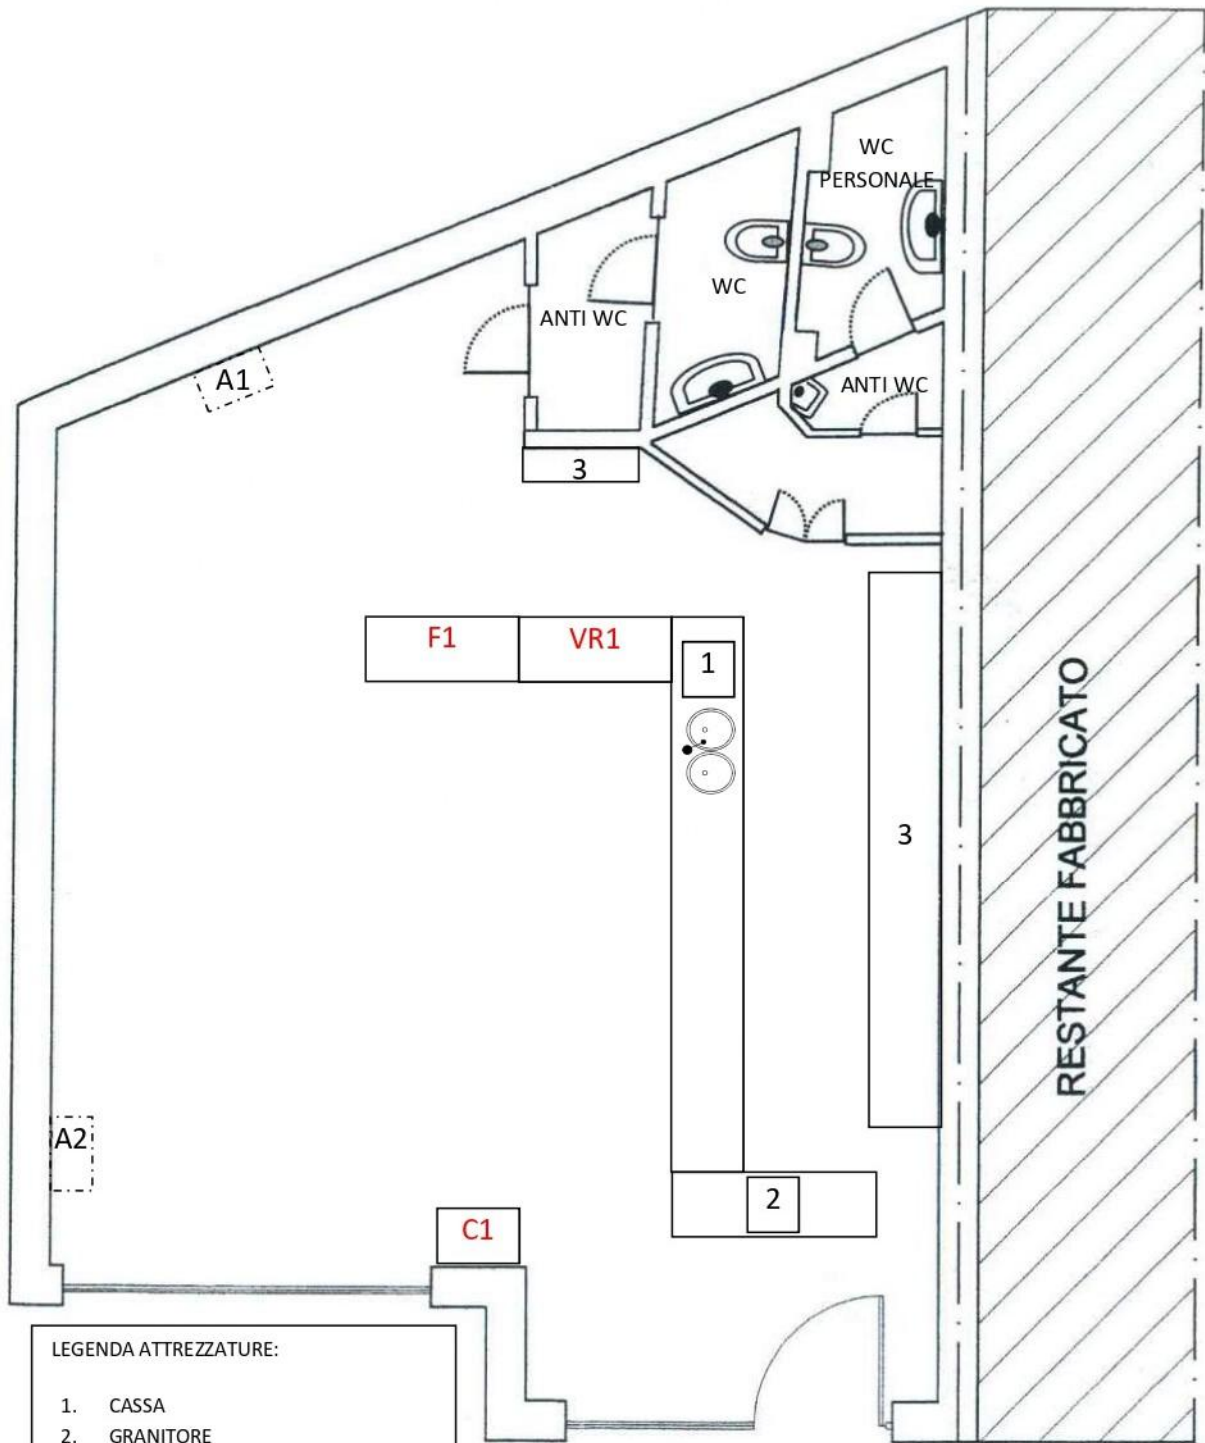 WC
PERSONALE
WC
ANTI WC
A1
ANTI WC
3
F1
VR1
1
3
RESTANTE FABBRICATO
A2
2
C1
LEGENDA ATTREZZATURE:
1. CASSA
2. GRANITORE